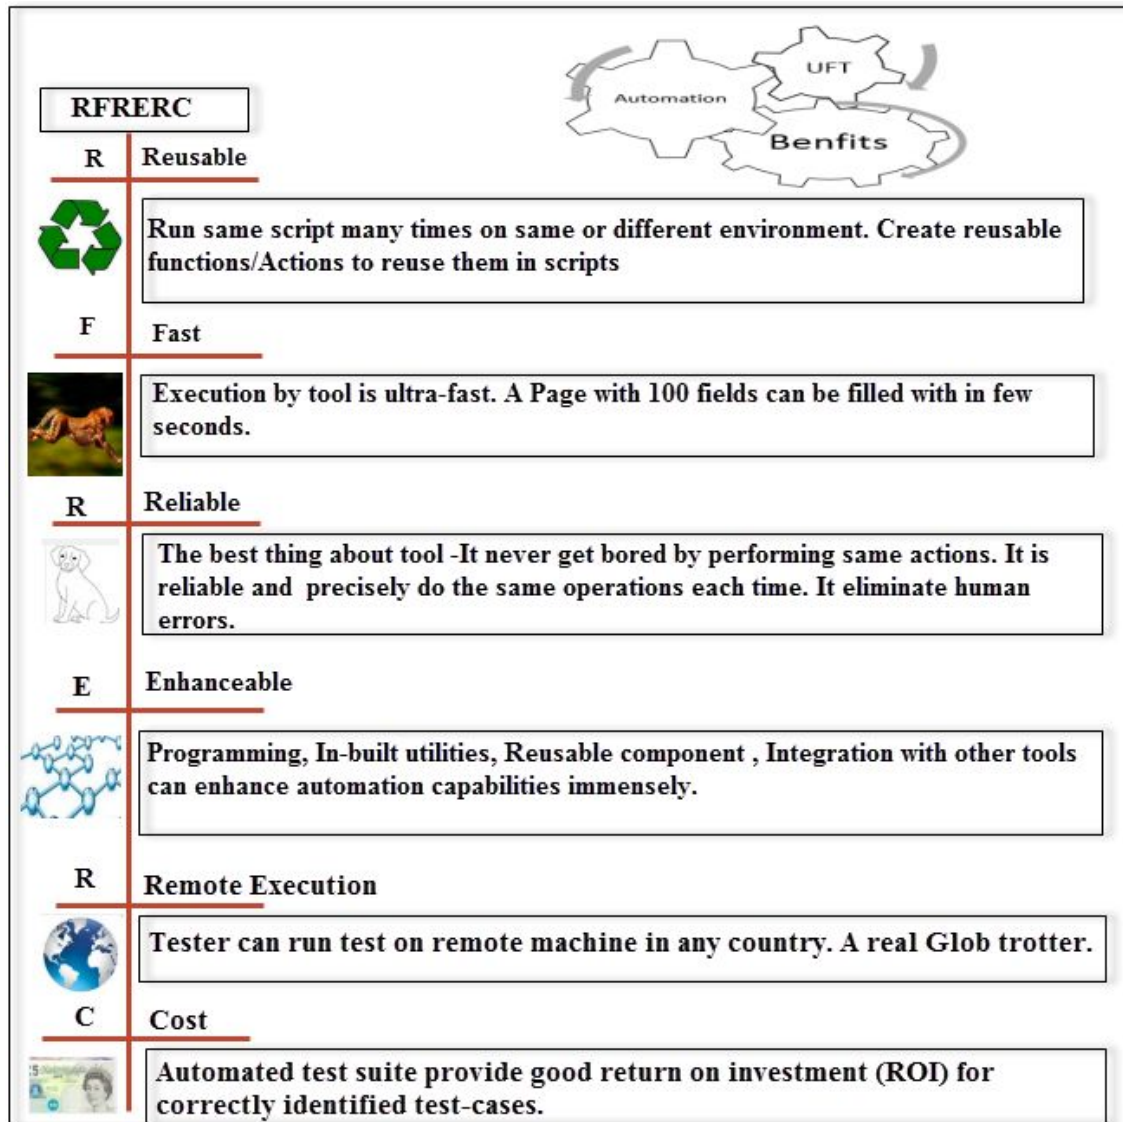 UFT
Automation
Benfits
RFRERC
R Reusable
Run same script many times on same or different environment. Create reusable
functions/Actions to reuse them in scripts
F Fast
Execution by tool is ultra-fast. A Page with 100 fields can be filled with in few
seconds.
R Reliable
The best thing about tool -It never get bored by performing same actions. It is
reliable and precisely do the same operations each time. It eliminate human
errors.
E Enhanceable
Programming, In-built utilities, Reusable component , Integration with other tools
can enhance automation capabilities immensely.
R Remote Execution
Tester can run test on remote machine in any country. A real Glob trotter.
C Cost
Automated test suite provide good return on investment (ROI) for
correctly identified test-cases.